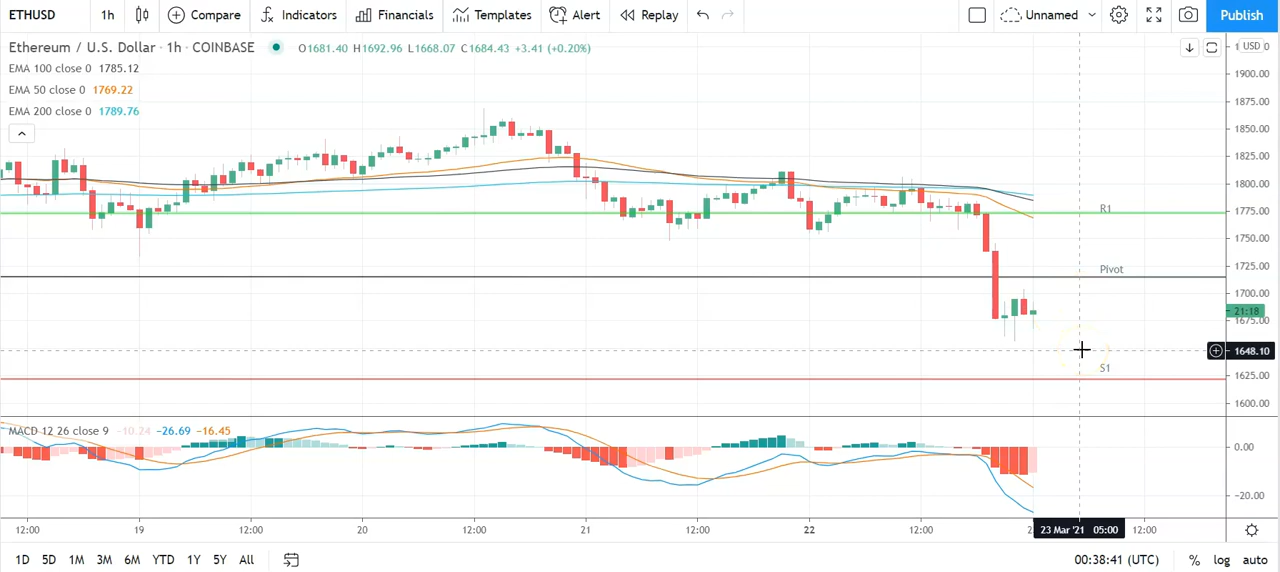 ETHUSD 1h Compare Indicators Financials Templates Alert Replay Unnamed Publish
Ethereum / U.S. Dollar · 1h · COINBASE O1681.40 H1692.96 L1668.07 C1684.43 +3.41 (+0.20%)
USD
EMA 100 close 0 1785.12
EMA 50 close 0 1769.22
EMA 200 close 0 1789.76
1900.00
1875.00
1850.00
1825.00
1800.00
R1
1775.00
1750.00
Pivot
1725.00
1700.00
21:18
1675.00
1648.10
S1
1625.00
1600.00
MACD 12 26 close 9 −10.24 −26.69 −16.45
0.00
−20.00
12:00 19 12:00 20 12:00 21 12:00 22 12:00 23 Mar '21 05:00 12:00
1D 5D 1M 3M 6M YTD 1Y 5Y All 00:38:41 (UTC) % log auto